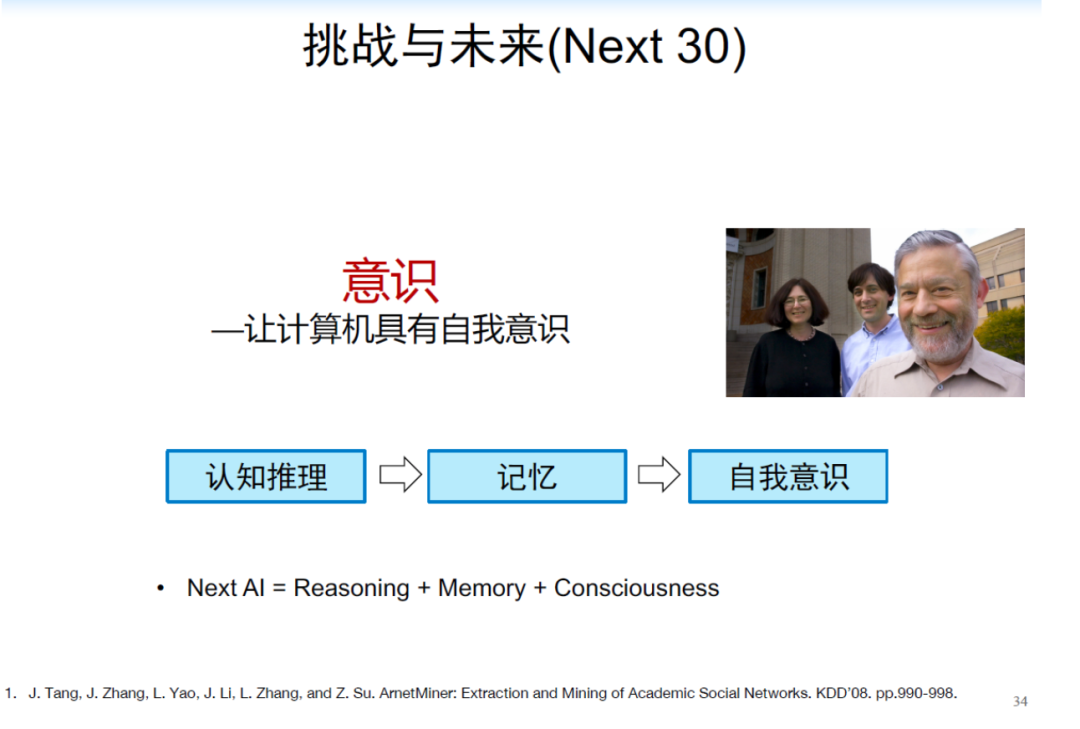 挑战与未来(Next 30)
意识
—让计算机具有自我意识
认知推理
记忆
自我意识
• Next AI = Reasoning + Memory + Consciousness
1. J. Tang, J. Zhang, L. Yao, J. Li, L. Zhang, and Z. Su. ArnetMiner: Extraction and Mining of Academic Social Networks. KDD’08. pp.990-998.
34